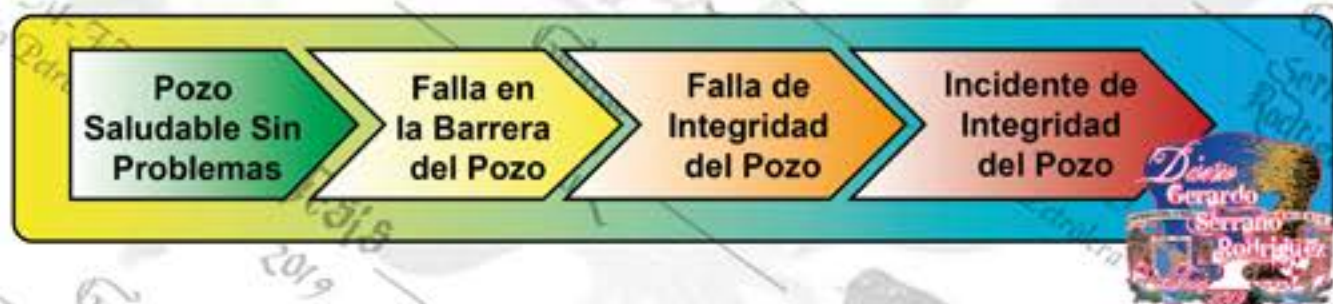 Pozo
Saludable Sin
Problemas
Falla en
la Barrera
del Pozo
Falla de
Integridad
del Pozo
Incidente de
Integridad
del Pozo
Gerardo
Serrano
Rodríguez
Tesis
2019